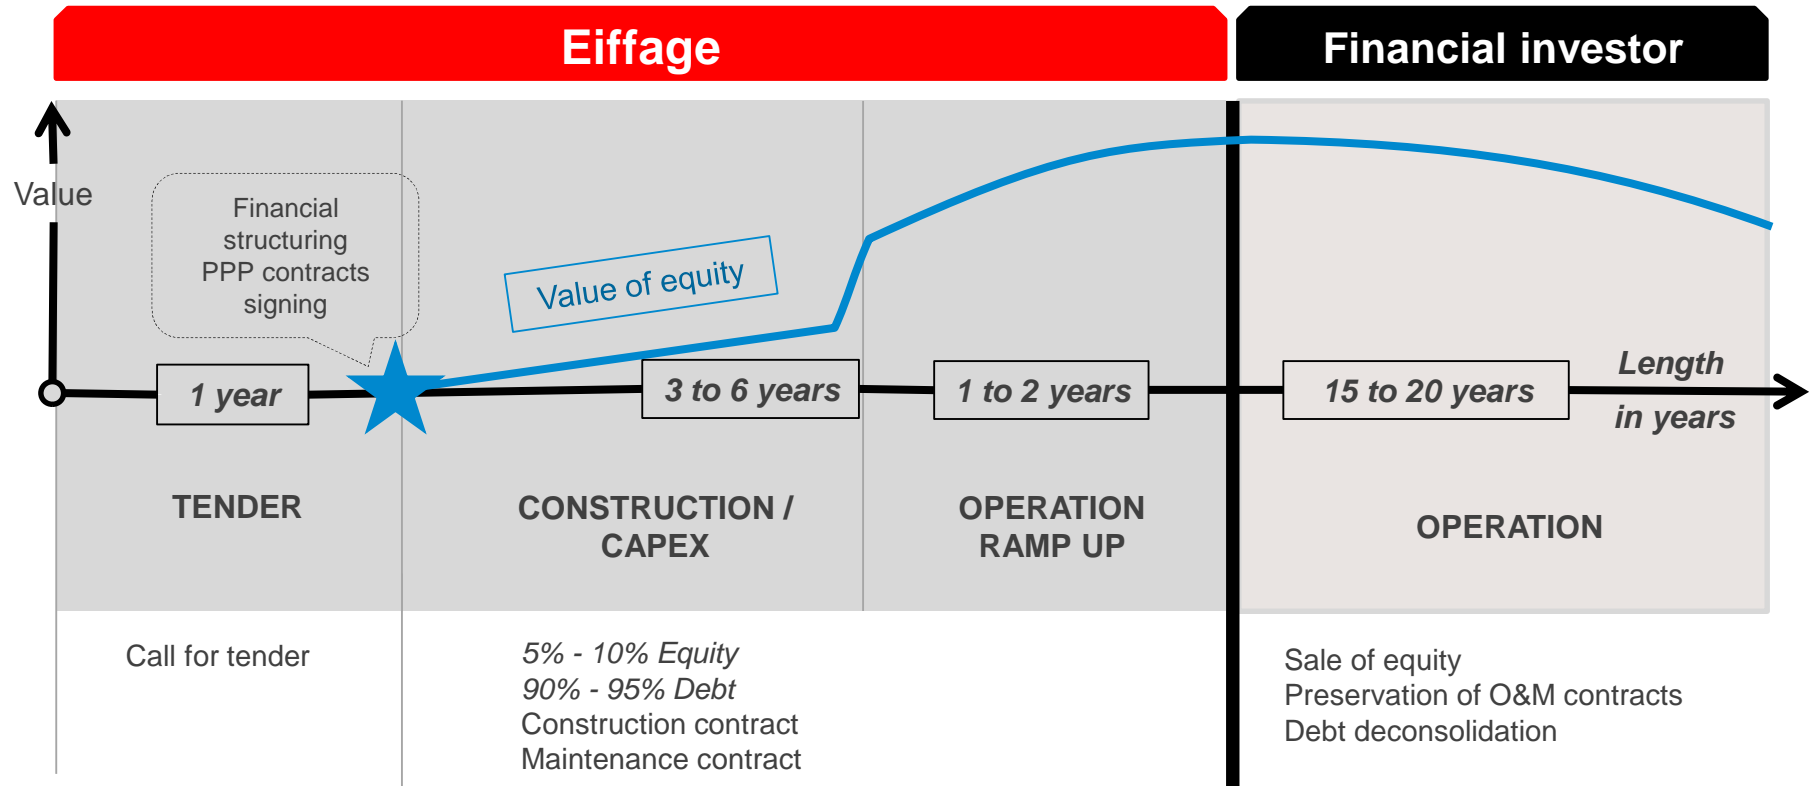 Eiffage
Financial investor
Value
Financial
structuring
PPP contracts
signing
Value of equity
1 year
3 to 6 years
1 to 2 years
15 to 20 years
Length
in years
TENDER
CONSTRUCTION /
CAPEX
OPERATION
RAMP UP
OPERATION
Call for tender
5% - 10% Equity
90% - 95% Debt
Construction contract
Maintenance contract
Sale of equity
Preservation of O&M contracts
Debt deconsolidation